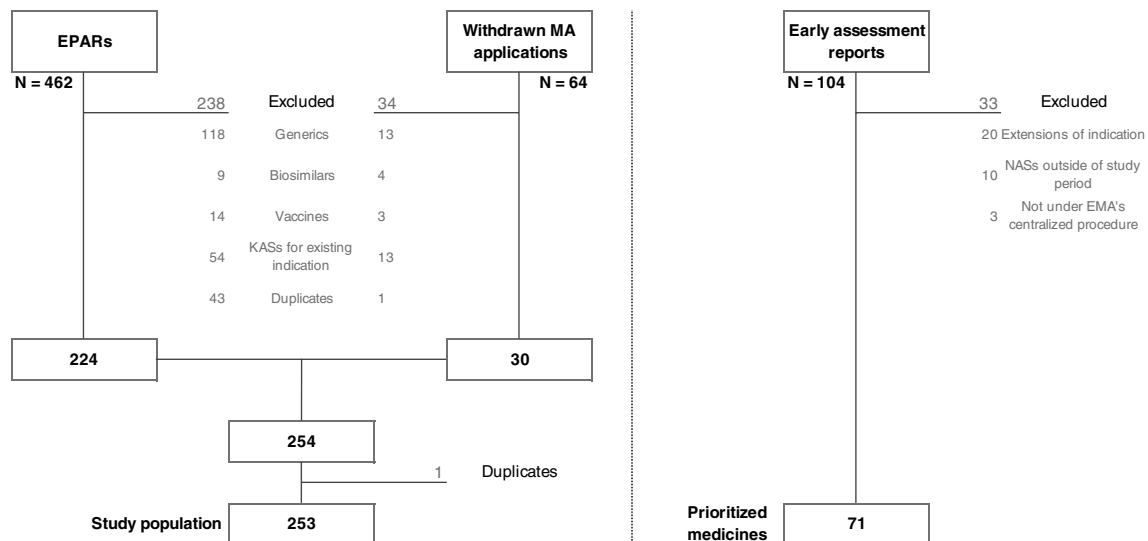 EPARs
N = 462
Withdrawn MA
applications
N = 64
238 Excluded 34
118 Generics 13
9 Biosimilars 4
14 Vaccines 3
54 KASs for existing
indication 13
43 Duplicates 1
224
30
254
1 Duplicates
Study population 253
Early assessment
reports
N = 104
33 Excluded
20 Extensions of indication
10 NASs outside of study
period
3 Not under EMA's
centralized procedure
Prioritized
medicines
71